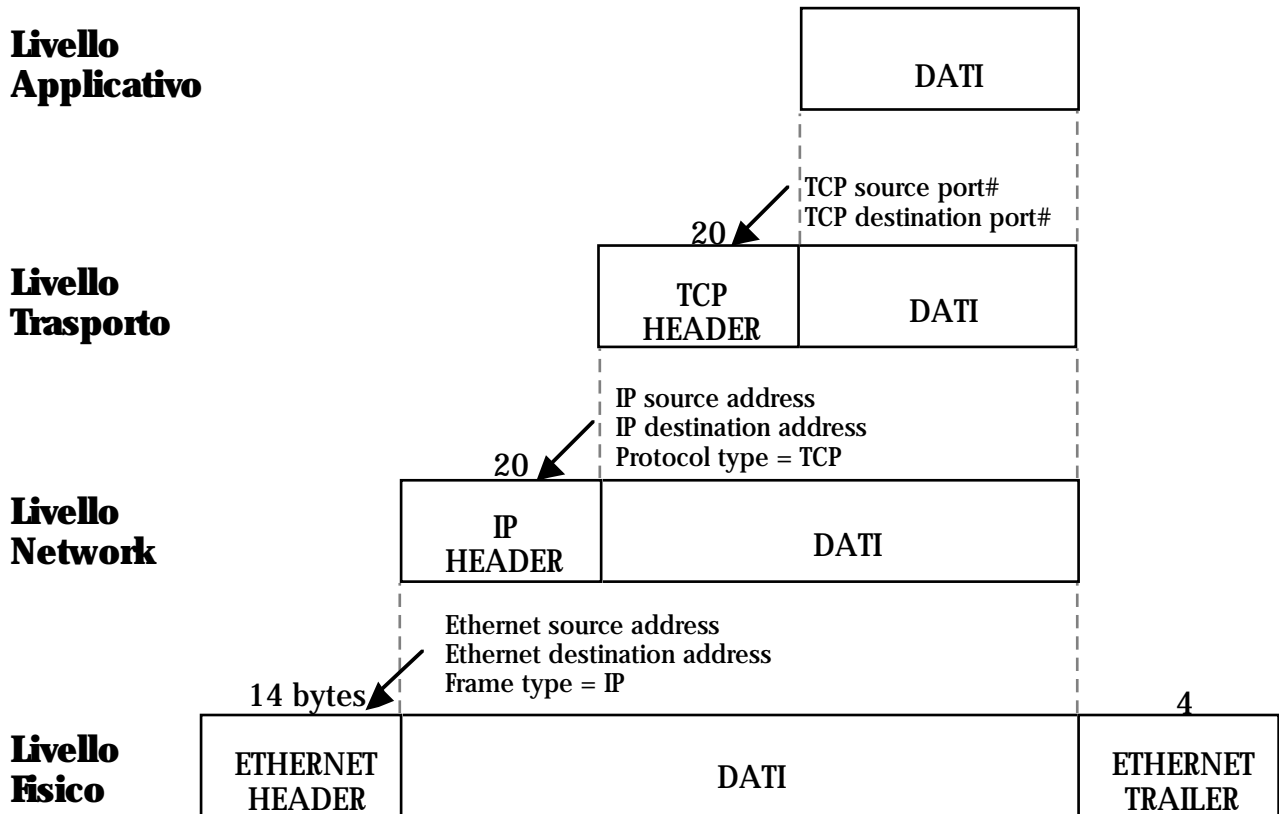 Livello
Applicativo
DATI
TCP source port#
TCP destination port#
20
Livello
Trasporto
TCP
HEADER
DATI
IP source address
IP destination address
Protocol type = TCP
20
Livello
Network
IP
HEADER
DATI
Ethernet source address
Ethernet destination address
Frame type = IP
14 bytes
4
Livello
Fisico
ETHERNET
HEADER
DATI
ETHERNET
TRAILER